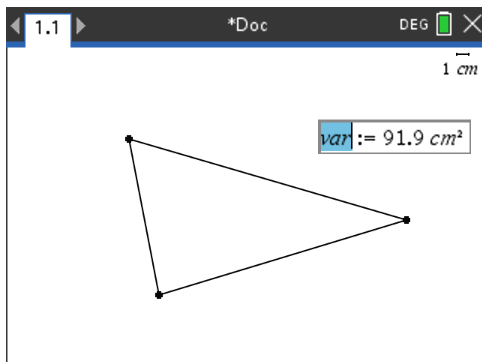 1.1 *Doc DEG
1 cm
var := 91.9 cm²